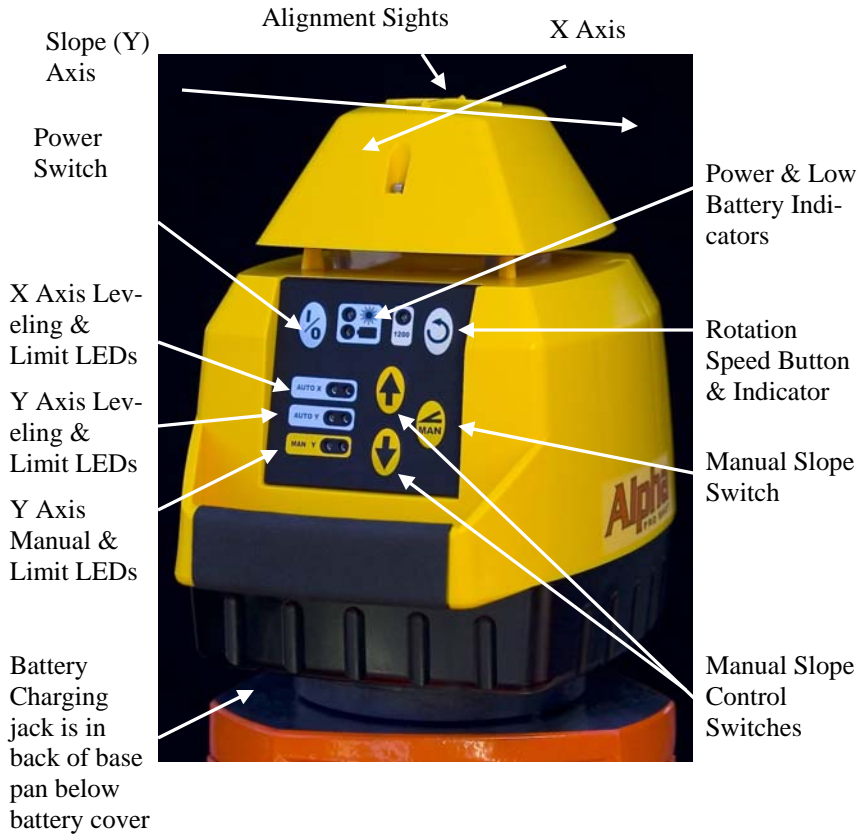 Alignment Sights
X Axis
Slope (Y)
Axis
Power
Switch
Power & Low
Battery Indi-
cators
X Axis Lev-
eling &
Limit LEDs
Rotation
Speed Button
& Indicator
Y Axis Lev-
eling &
Limit LEDs
Manual Slope
Switch
Y Axis
Manual &
Limit LEDs
Battery
Charging
jack is in
back of base
pan below
battery cover
Manual Slope
Control
Switches
I/O
1200
AUTO X
AUTO Y
MAN Y
MAN
Alpha
PRO SHOT